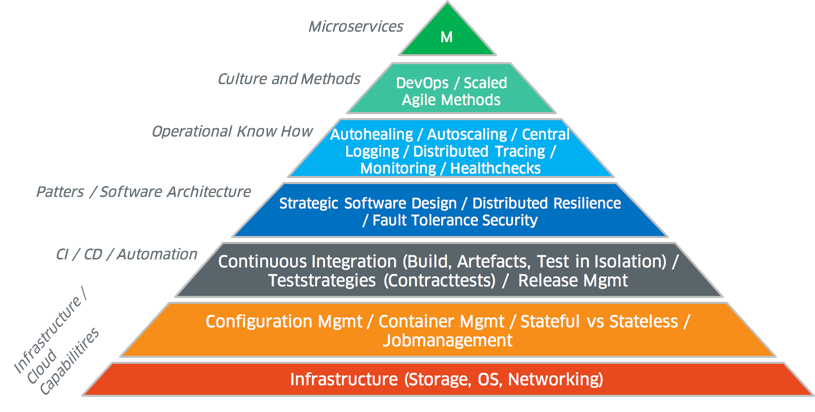 Microservices
M
Culture and Methods
DevOps / Scaled
Agile Methods
Operational Know How
Autohealing / Autoscaling / Central
Logging / Distributed Tracing /
Monitoring / Healthchecks
Patters / Software Architecture
Strategic Software Design / Distributed Resilience
/ Fault Tolerance Security
CI / CD / Automation
Continuous Integration (Build, Artefacts, Test in Isolation) /
Teststrategies (Contracttests) / Release Mgmt
Infrastructure /
Cloud
Capabilitires
Configuration Mgmt / Container Mgmt / Stateful vs Stateless /
Jobmanagement
Infrastructure (Storage, OS, Networking)